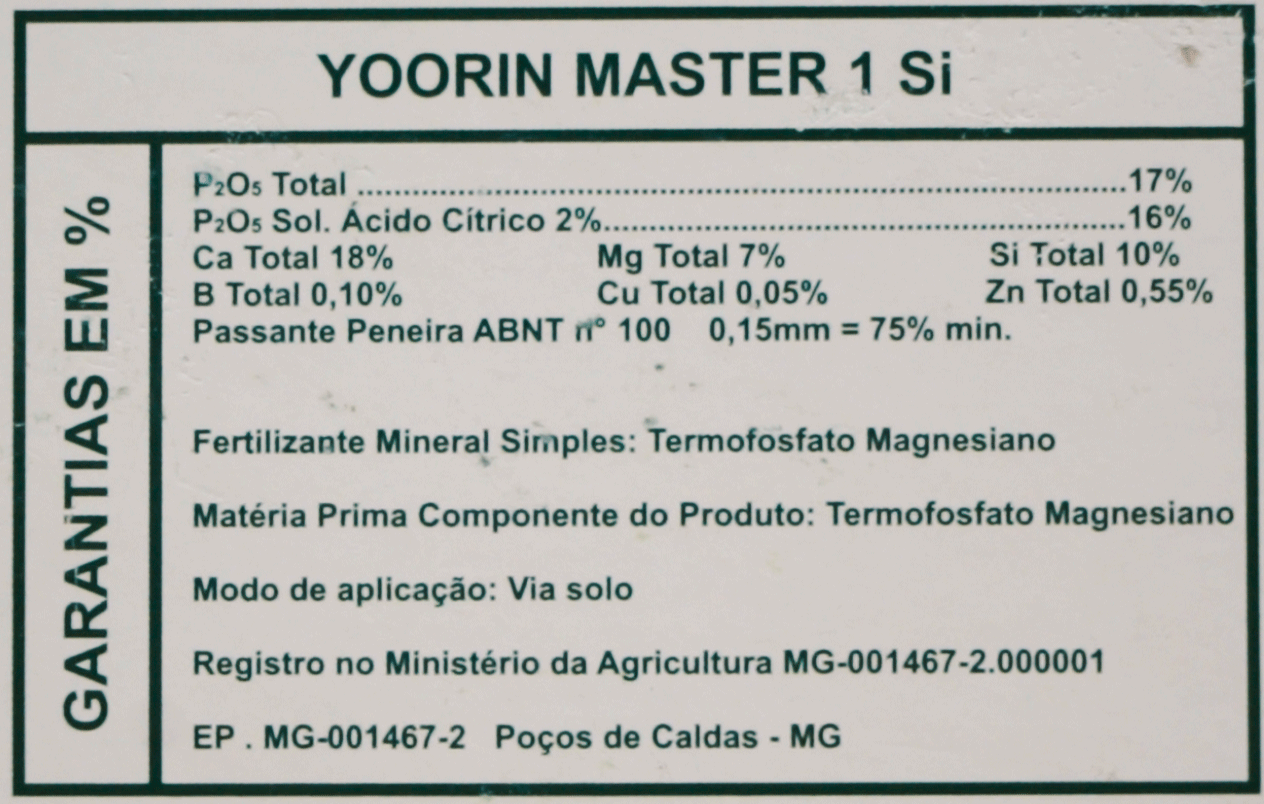 YOORIN MASTER 1 Si
GARANTIAS EM %
P₂O₅ Total ........................................................................................17%
P₂O₅ Sol. Ácido Cítrico 2%............................................................16%
Ca Total 18% Mg Total 7% Si Total 10%
B Total 0,10% Cu Total 0,05% Zn Total 0,55%
Passante Peneira ABNT nº 100 0,15mm = 75% min.
Fertilizante Mineral Simples: Termofosfato Magnesiano
Matéria Prima Componente do Produto: Termofosfato Magnesiano
Modo de aplicação: Via solo
Registro no Ministério da Agricultura MG-001467-2.000001
EP . MG-001467-2 Poços de Caldas - MG